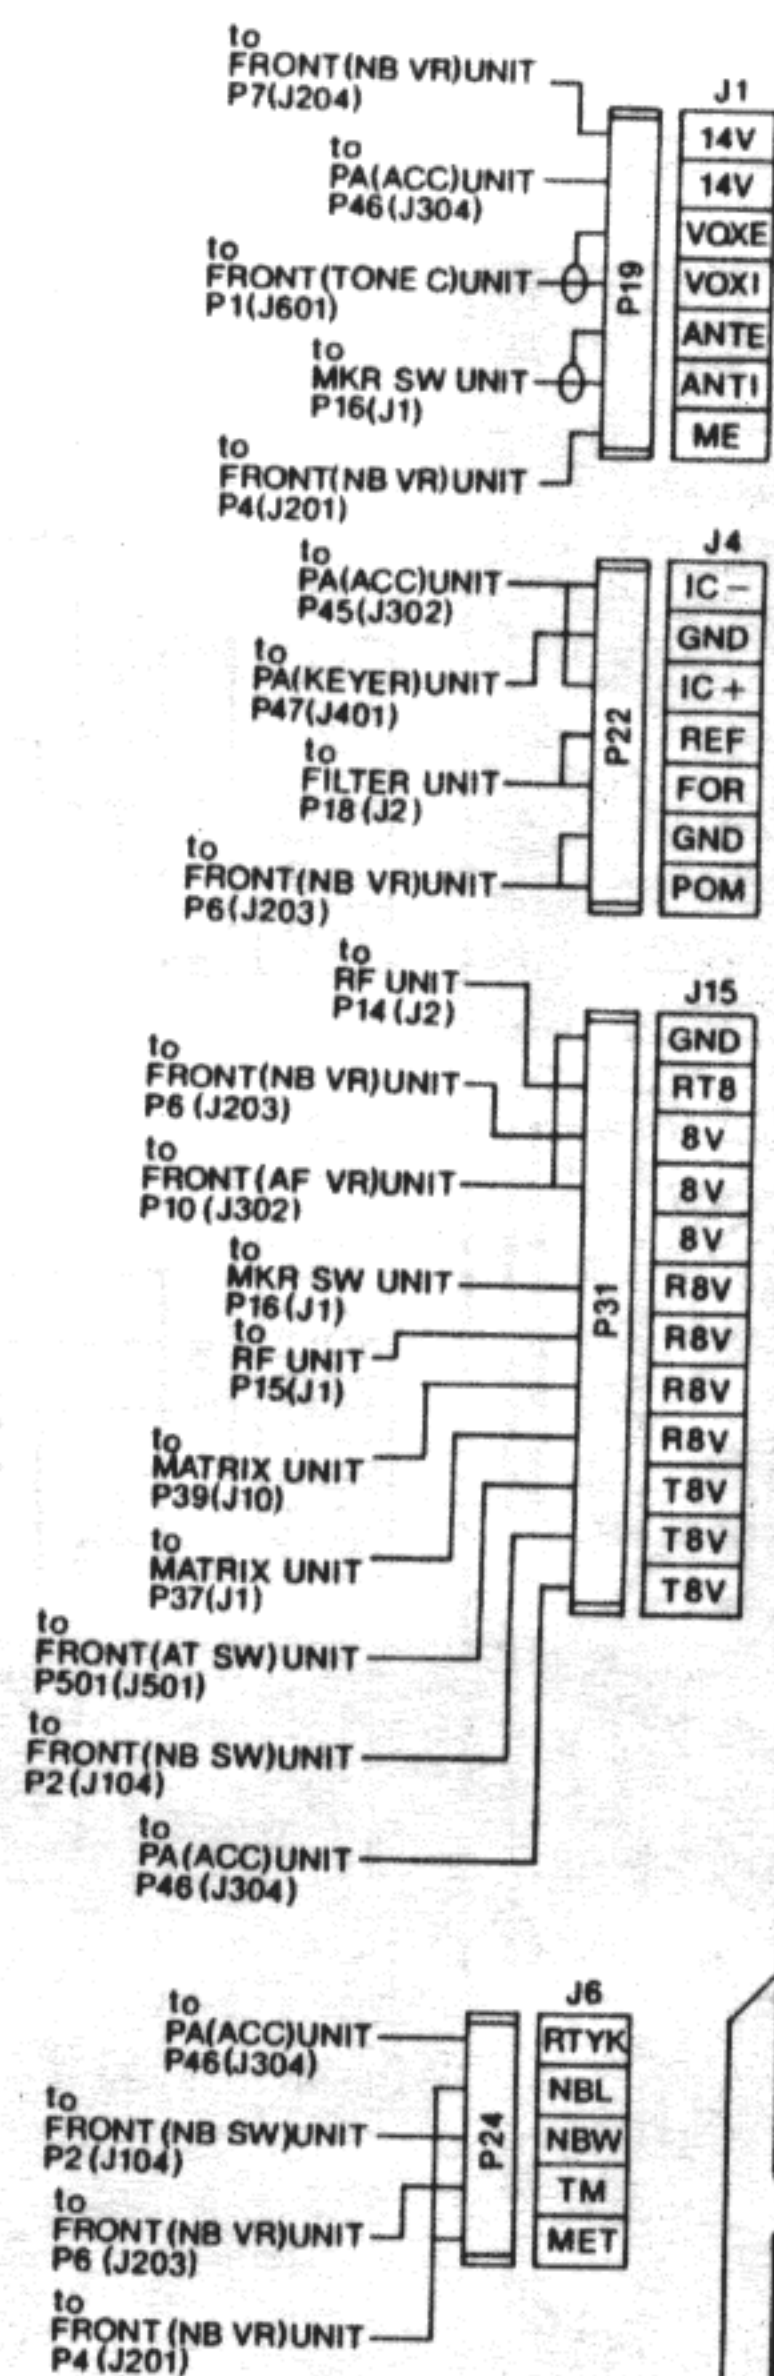 to
FRONT(NB VR)UNIT
P7(J204)
to
PA(ACC)UNIT
P46(J304)
to
FRONT(TONE C)UNIT
P1(J601)
to
MKR SW UNIT
P16(J1)
to
FRONT(NB VR)UNIT
P4(J201)
P19
J1
14V
14V
VOXE
VOXI
ANTE
ANTI
ME
to
PA(ACC)UNIT
P45(J302)
to
PA(KEYER)UNIT
P47(J401)
to
FILTER UNIT
P18(J2)
to
FRONT(NB VR)UNIT
P6(J203)
P22
J4
IC-
GND
IC+
REF
FOR
GND
POM
to
RF UNIT
P14(J2)
to
FRONT(NB VR)UNIT
P6(J203)
to
FRONT(AF VR)UNIT
P10(J302)
to
MKR SW UNIT
P16(J1)
to
RF UNIT
P15(J1)
to
MATRIX UNIT
P39(J10)
to
MATRIX UNIT
P37(J1)
to
FRONT(AT SW)UNIT
P501(J501)
to
FRONT(NB SW)UNIT
P2(J104)
to
PA(ACC)UNIT
P46(J304)
P31
J15
GND
RT8
8V
8V
8V
R8V
R8V
R8V
R8V
T8V
T8V
T8V
to
PA(ACC)UNIT
P46(J304)
to
FRONT(NB SW)UNIT
P2(J104)
to
FRONT(NB VR)UNIT
P6(J203)
to
FRONT(NB VR)UNIT
P4(J201)
P24
J6
RTYK
NBL
NBW
TM
MET